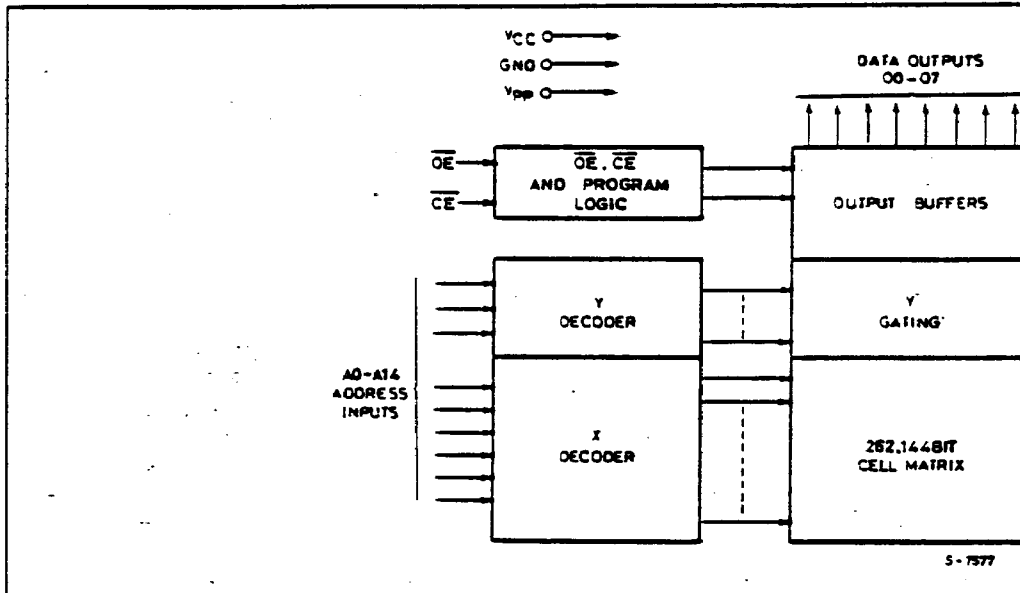 VCC
GND
Vpp
DATA OUTPUTS
O0-O7
OE
CE
OE, CE
AND PROGRAM
LOGIC
OUTPUT BUFFERS
Y
DECODER
Y
GATING
A0-A14
ADDRESS
INPUTS
X
DECODER
262,144BIT
CELL MATRIX
S-7577